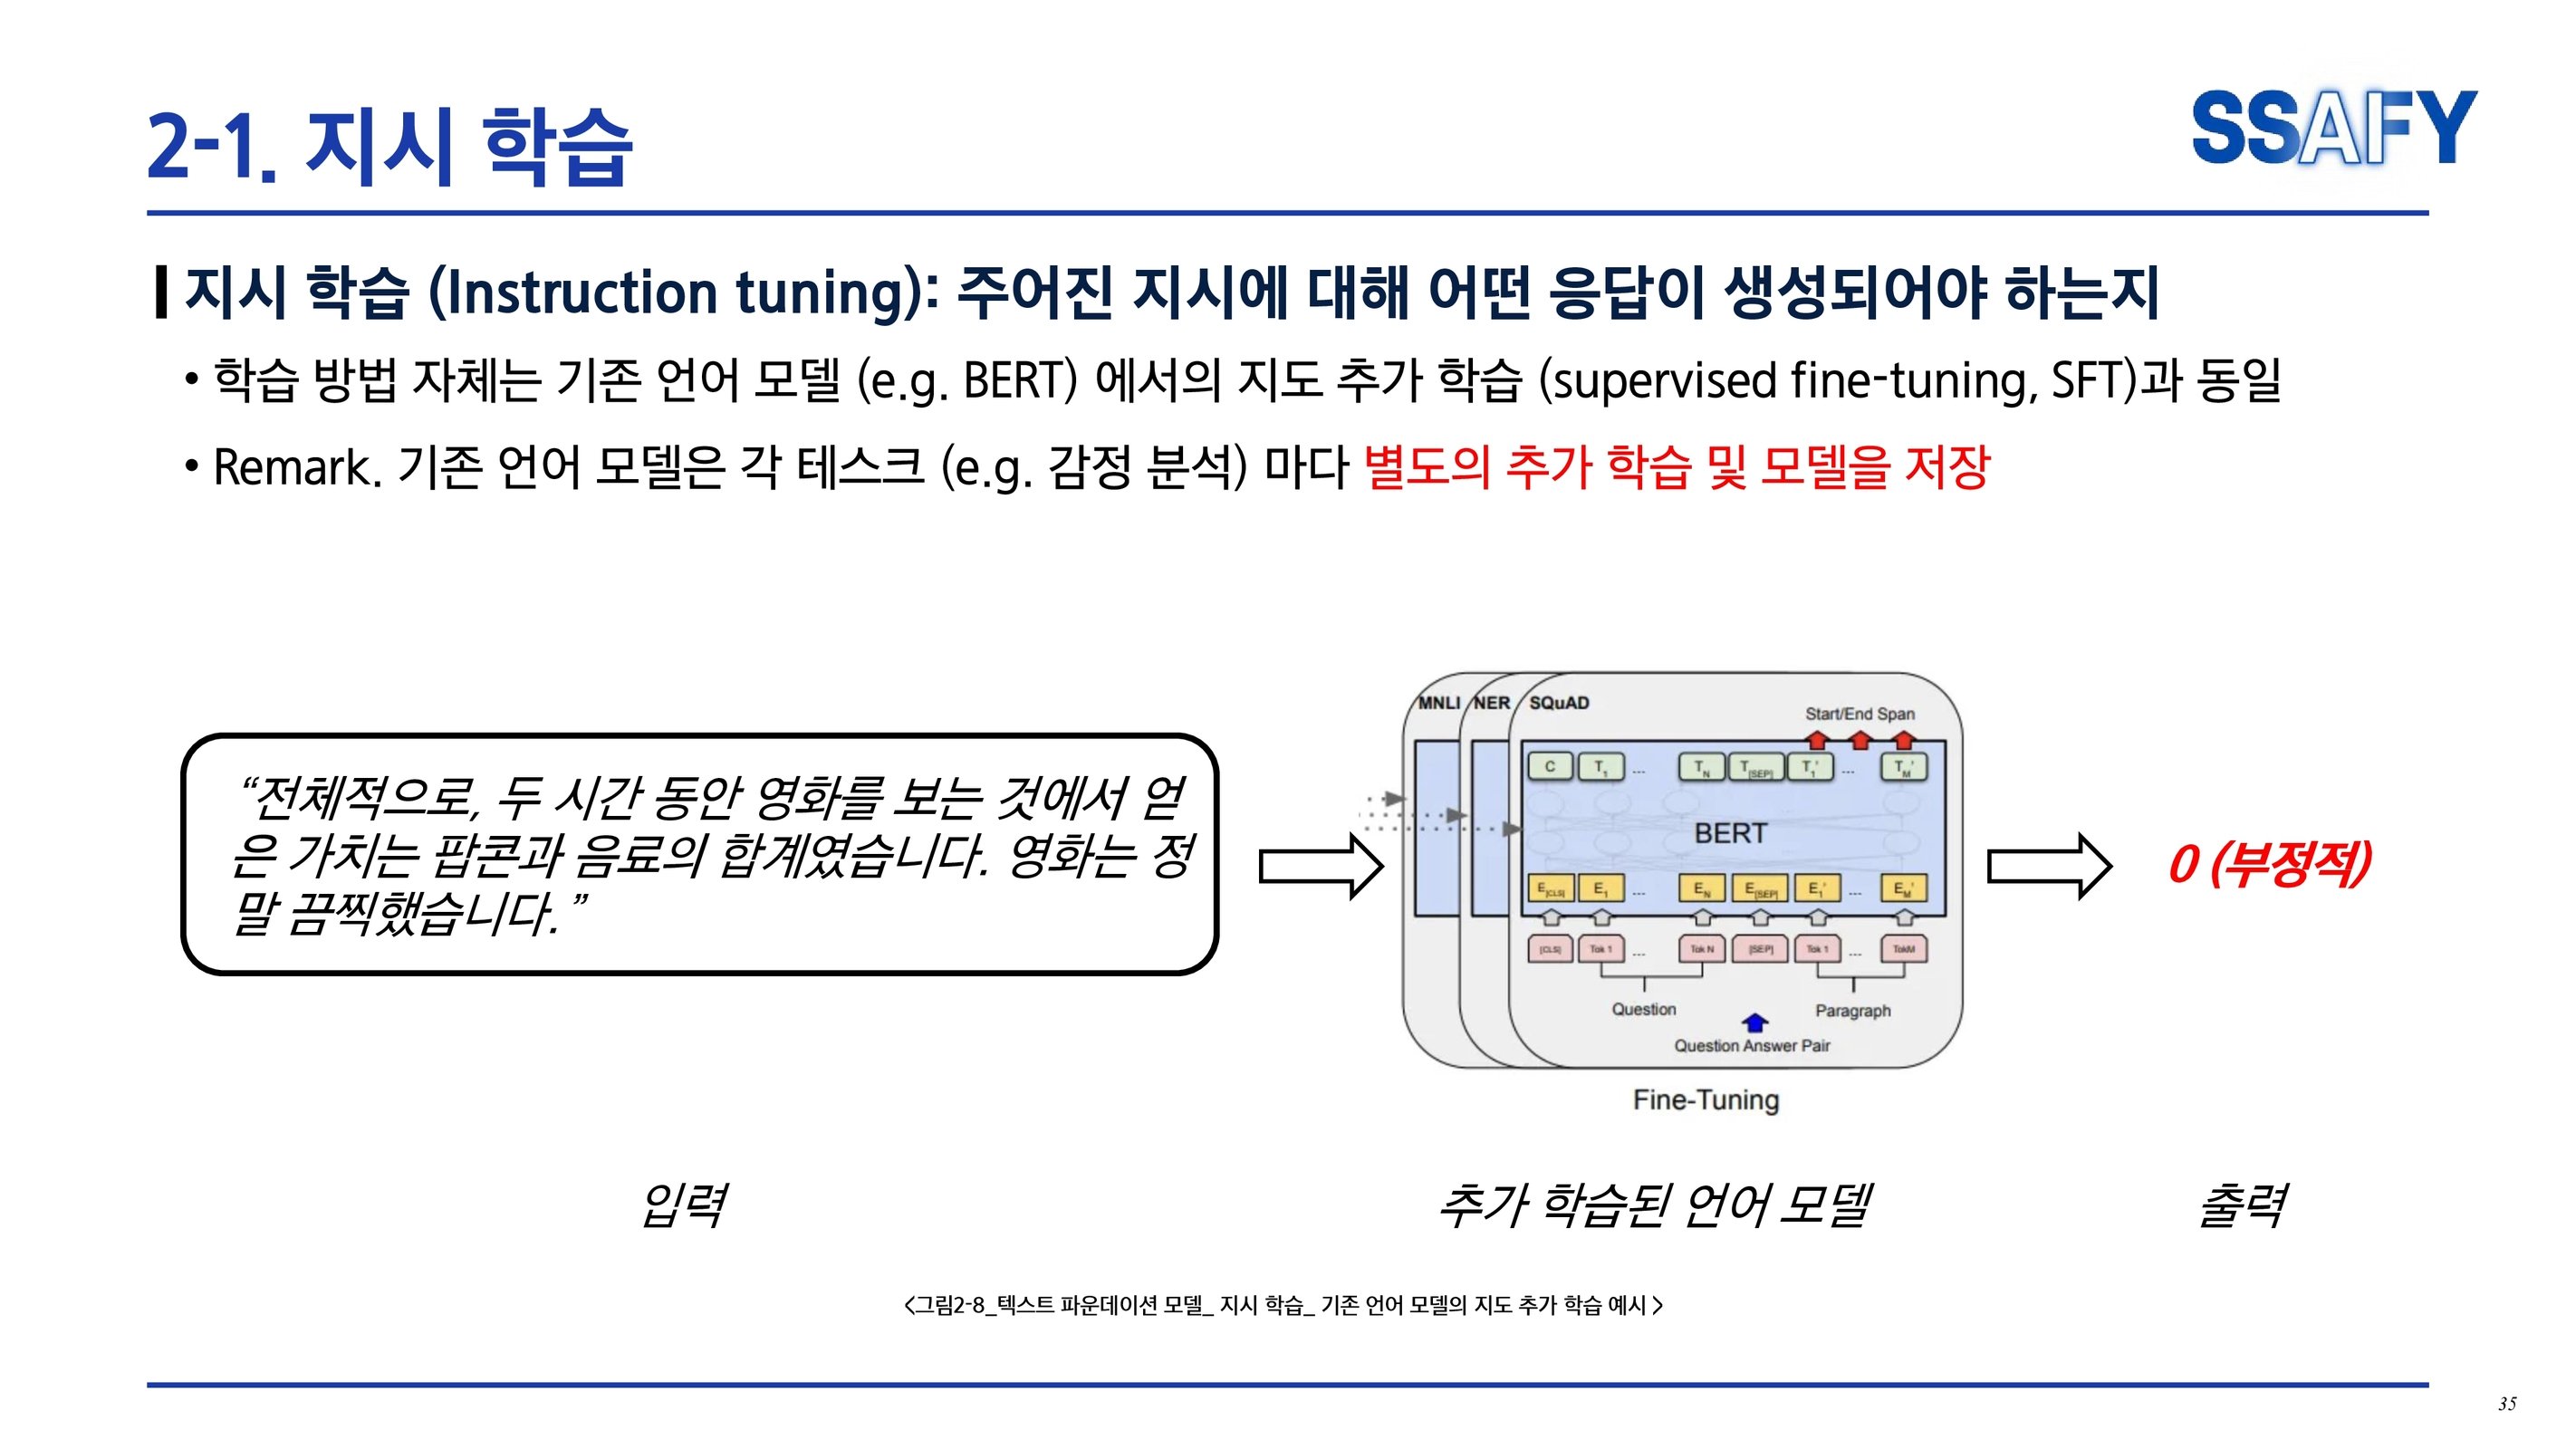 2-1. 지시 학습
SSAFY
지시 학습 (Instruction tuning): 주어진 지시에 대해 어떤 응답이 생성되어야 하는지
• 학습 방법 자체는 기존 언어 모델 (e.g. BERT) 에서의 지도 추가 학습 (supervised fine-tuning, SFT)과 동일
• Remark. 기존 언어 모델은 각 테스크 (e.g. 감정 분석) 마다 별도의 추가 학습 및 모델을 저장
“전체적으로, 두 시간 동안 영화를 보는 것에서 얻
은 가치는 팝콘과 음료의 합계였습니다. 영화는 정
말 끔찍했습니다.”
MNLI NER SQuAD
Start/End Span
C T1 ... TN T[SEP] T1' ... TM'
BERT
E[CLS] E1 ... EN E[SEP] E1' ... EM'
[CLS] Tok 1 ... Tok N [SEP] Tok 1 ... TokM
Question Paragraph
Question Answer Pair
Fine-Tuning
0 (부정적)
입력 추가 학습된 언어 모델 출력
<그림2-8_텍스트 파운데이션 모델_ 지시 학습_ 기존 언어 모델의 지도 추가 학습 예시 >
35